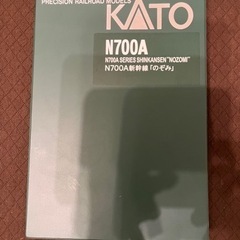 PRECISION RAILROAD MODELS
KATO
N700A
N700A SERIES SHINKANSEN "NOZOMI"
N700A新幹線「のぞみ」